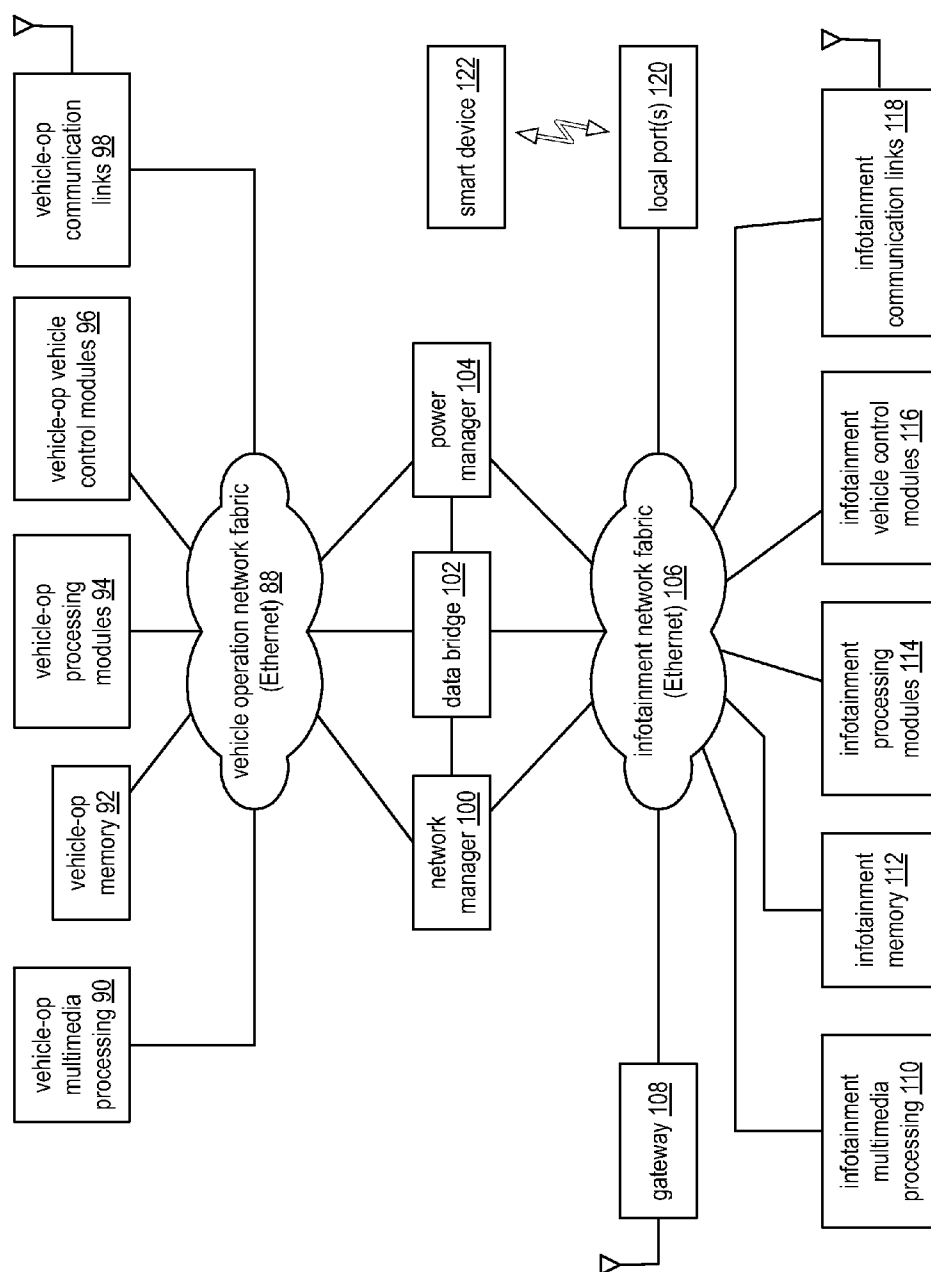 vehicle-op
multimedia
processing 90
vehicle-op
memory 92
vehicle-op
processing
modules 94
vehicle-op vehicle
control modules 96
vehicle-op
communication
links 98
vehicle operation network fabric
(Ethernet) 88
network
manager 100
data bridge 102
power
manager 104
smart device 122
gateway 108
infotainment network fabric
(Ethernet) 106
local port(s) 120
infotainment
multimedia
processing 110
infotainment
memory 112
infotainment
processing
modules 114
infotainment
vehicle control
modules 116
infotainment
communication links 118